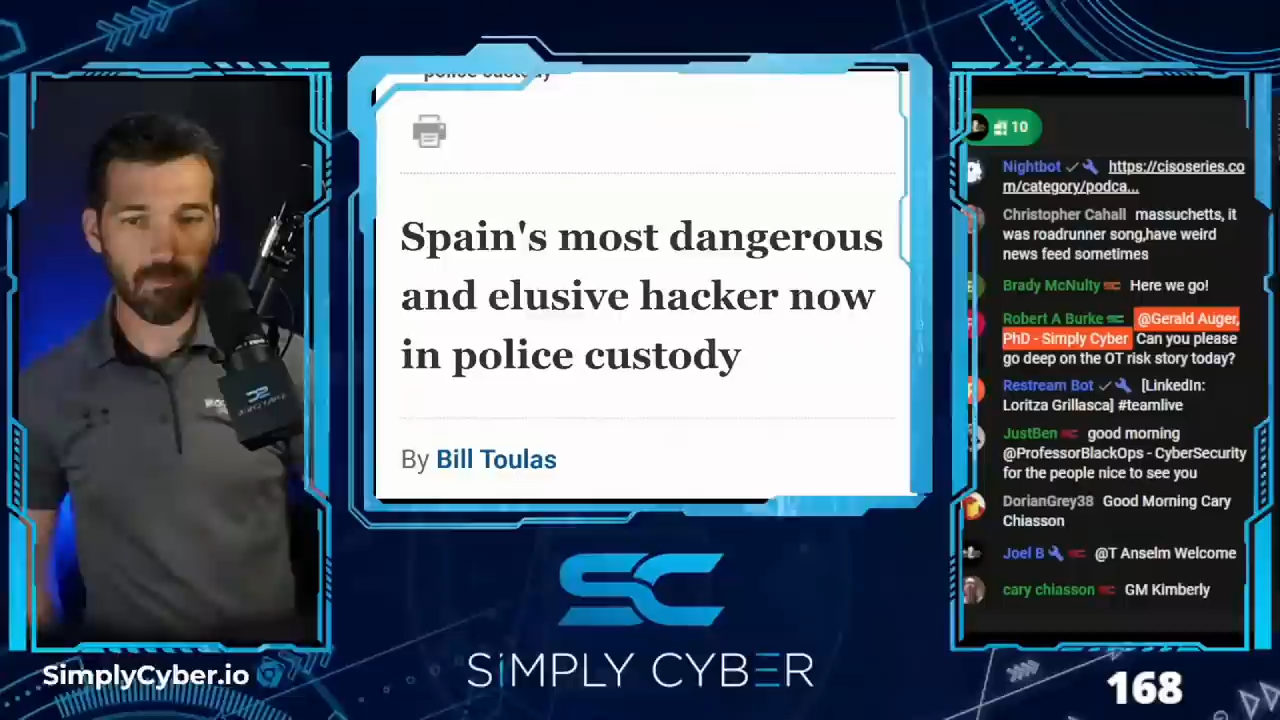 police custody
Spain's most dangerous
and elusive hacker now
in police custody
By Bill Toulas
SC
SIMPLY CYBER
SimplyCyber.io
10
Nightbot https://cisoseries.co
m/category/podca...
Christopher Cahall massuchetts, it
was roadrunner song,have weird
news feed sometimes
Brady McNulty Here we go!
Robert A Burke @Gerald Auger,
PhD - Simply Cyber Can you please
go deep on the OT risk story today?
Restream Bot [LinkedIn:
Loritza Grillasca] #teamlive
JustBen good morning
@ProfessorBlackOps - CyberSecurity
for the people nice to see you
DorianGrey38 Good Morning Cary
Chiasson
Joel B @T Anselm Welcome
cary chiasson GM Kimberly
168